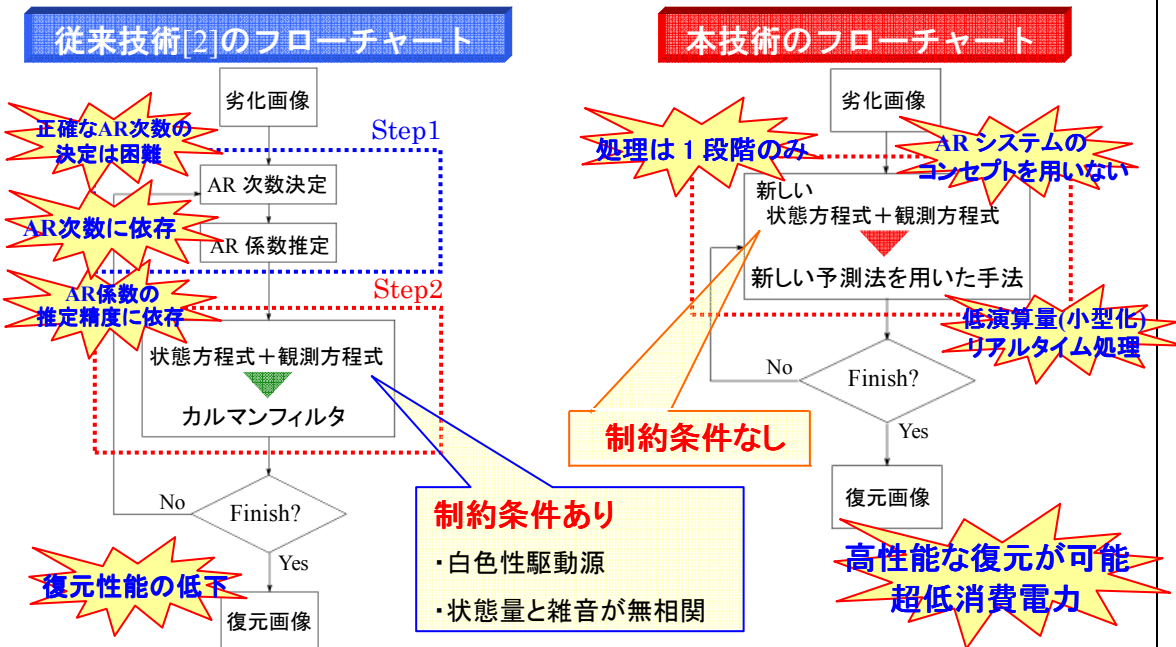 従来技術[2]のフローチャート
劣化画像
正確なAR次数の
決定は困難
Step1
AR 次数決定
AR次数に依存
AR 係数推定
AR係数の
推定精度に依存
Step2
状態方程式＋観測方程式
カルマンフィルタ
制約条件あり
・白色性駆動源
・状態量と雑音が無相関
No
Finish?
Yes
復元性能の低下
復元画像
本技術のフローチャート
劣化画像
処理は1段階のみ
ARシステムの
コンセプトを用いない
新しい
状態方程式＋観測方程式
新しい予測法を用いた手法
低演算量(小型化)
リアルタイム処理
No
Finish?
制約条件なし
Yes
復元画像
高性能な復元が可能
超低消費電力